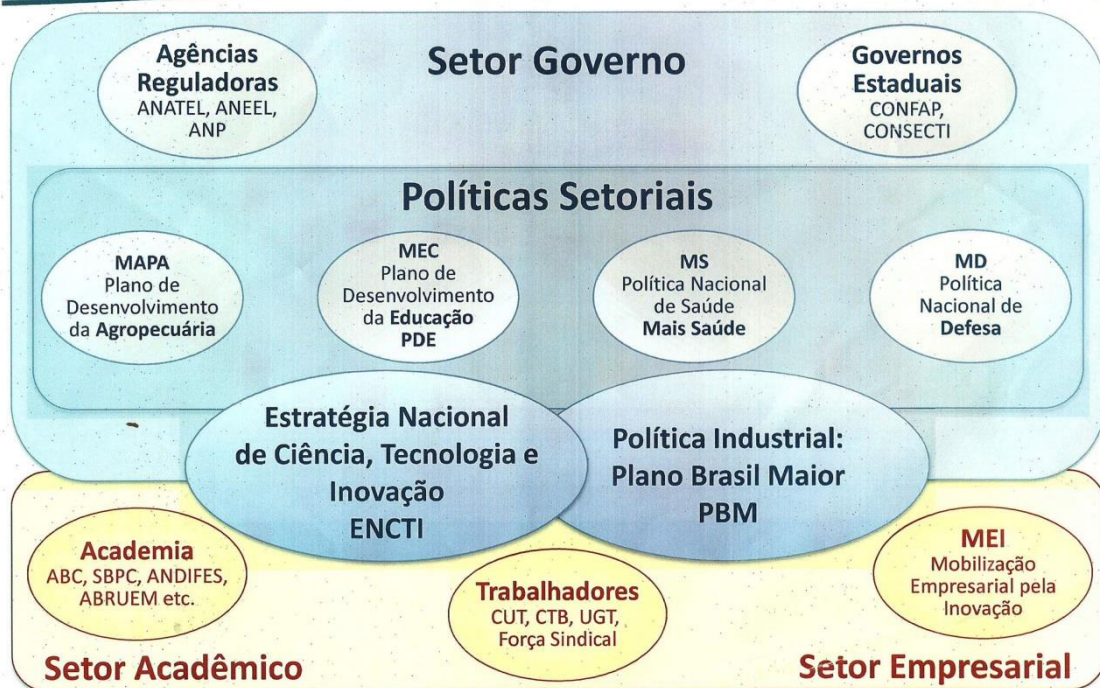 Setor Governo
Agências
Reguladoras
ANATEL, ANEEL,
ANP
Governos
Estaduais
CONFAP,
CONSECTI
Políticas Setoriais
MAPA
Plano de
Desenvolvimento
da Agropecuária
MEC
Plano de
Desenvolvimento
da Educação
PDE
MS
Política Nacional
de Saúde
Mais Saúde
MD
Política
Nacional de
Defesa
Estratégia Nacional
de Ciência, Tecnologia e
Inovação
ENCTI
Política Industrial:
Plano Brasil Maior
PBM
Academia
ABC, SBPC, ANDIFES,
ABRUEM etc.
Trabalhadores
CUT, CTB, UGT,
Força Sindical
MEI
Mobilização
Empresarial pela
Inovação
Setor Acadêmico
Setor Empresarial